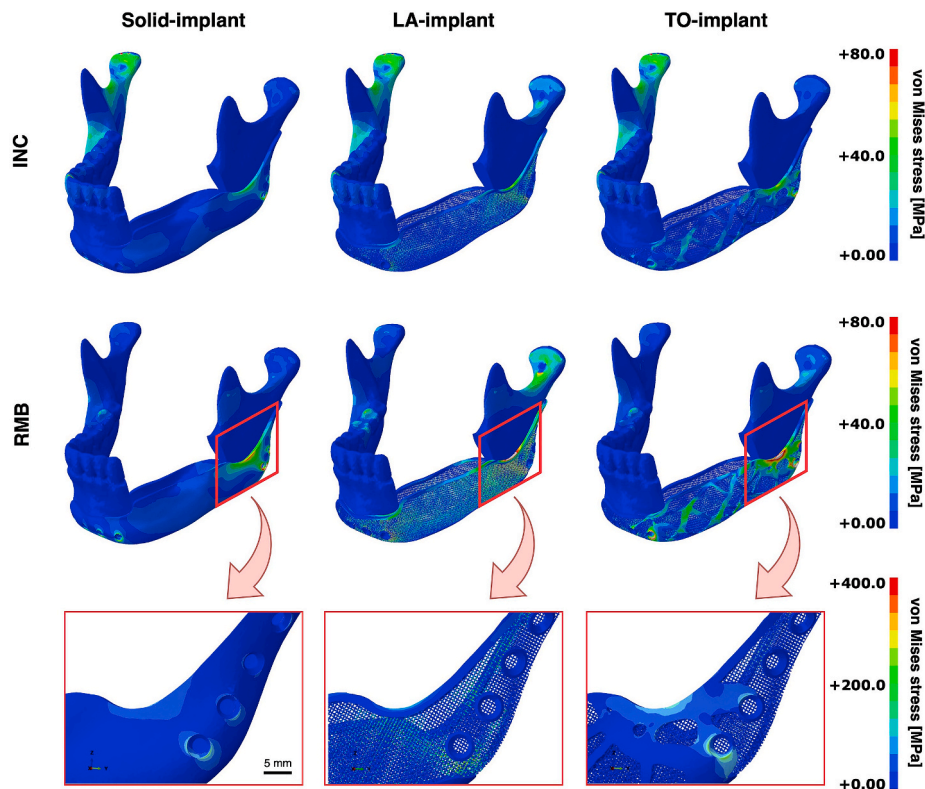 Solid-implant LA-implant TO-implant
INC
+80.0
+40.0
+0.00
von Mises stress [MPa]
RMB
+80.0
+40.0
+0.00
von Mises stress [MPa]
+400.0
+200.0
+0.00
von Mises stress [MPa]
5 mm